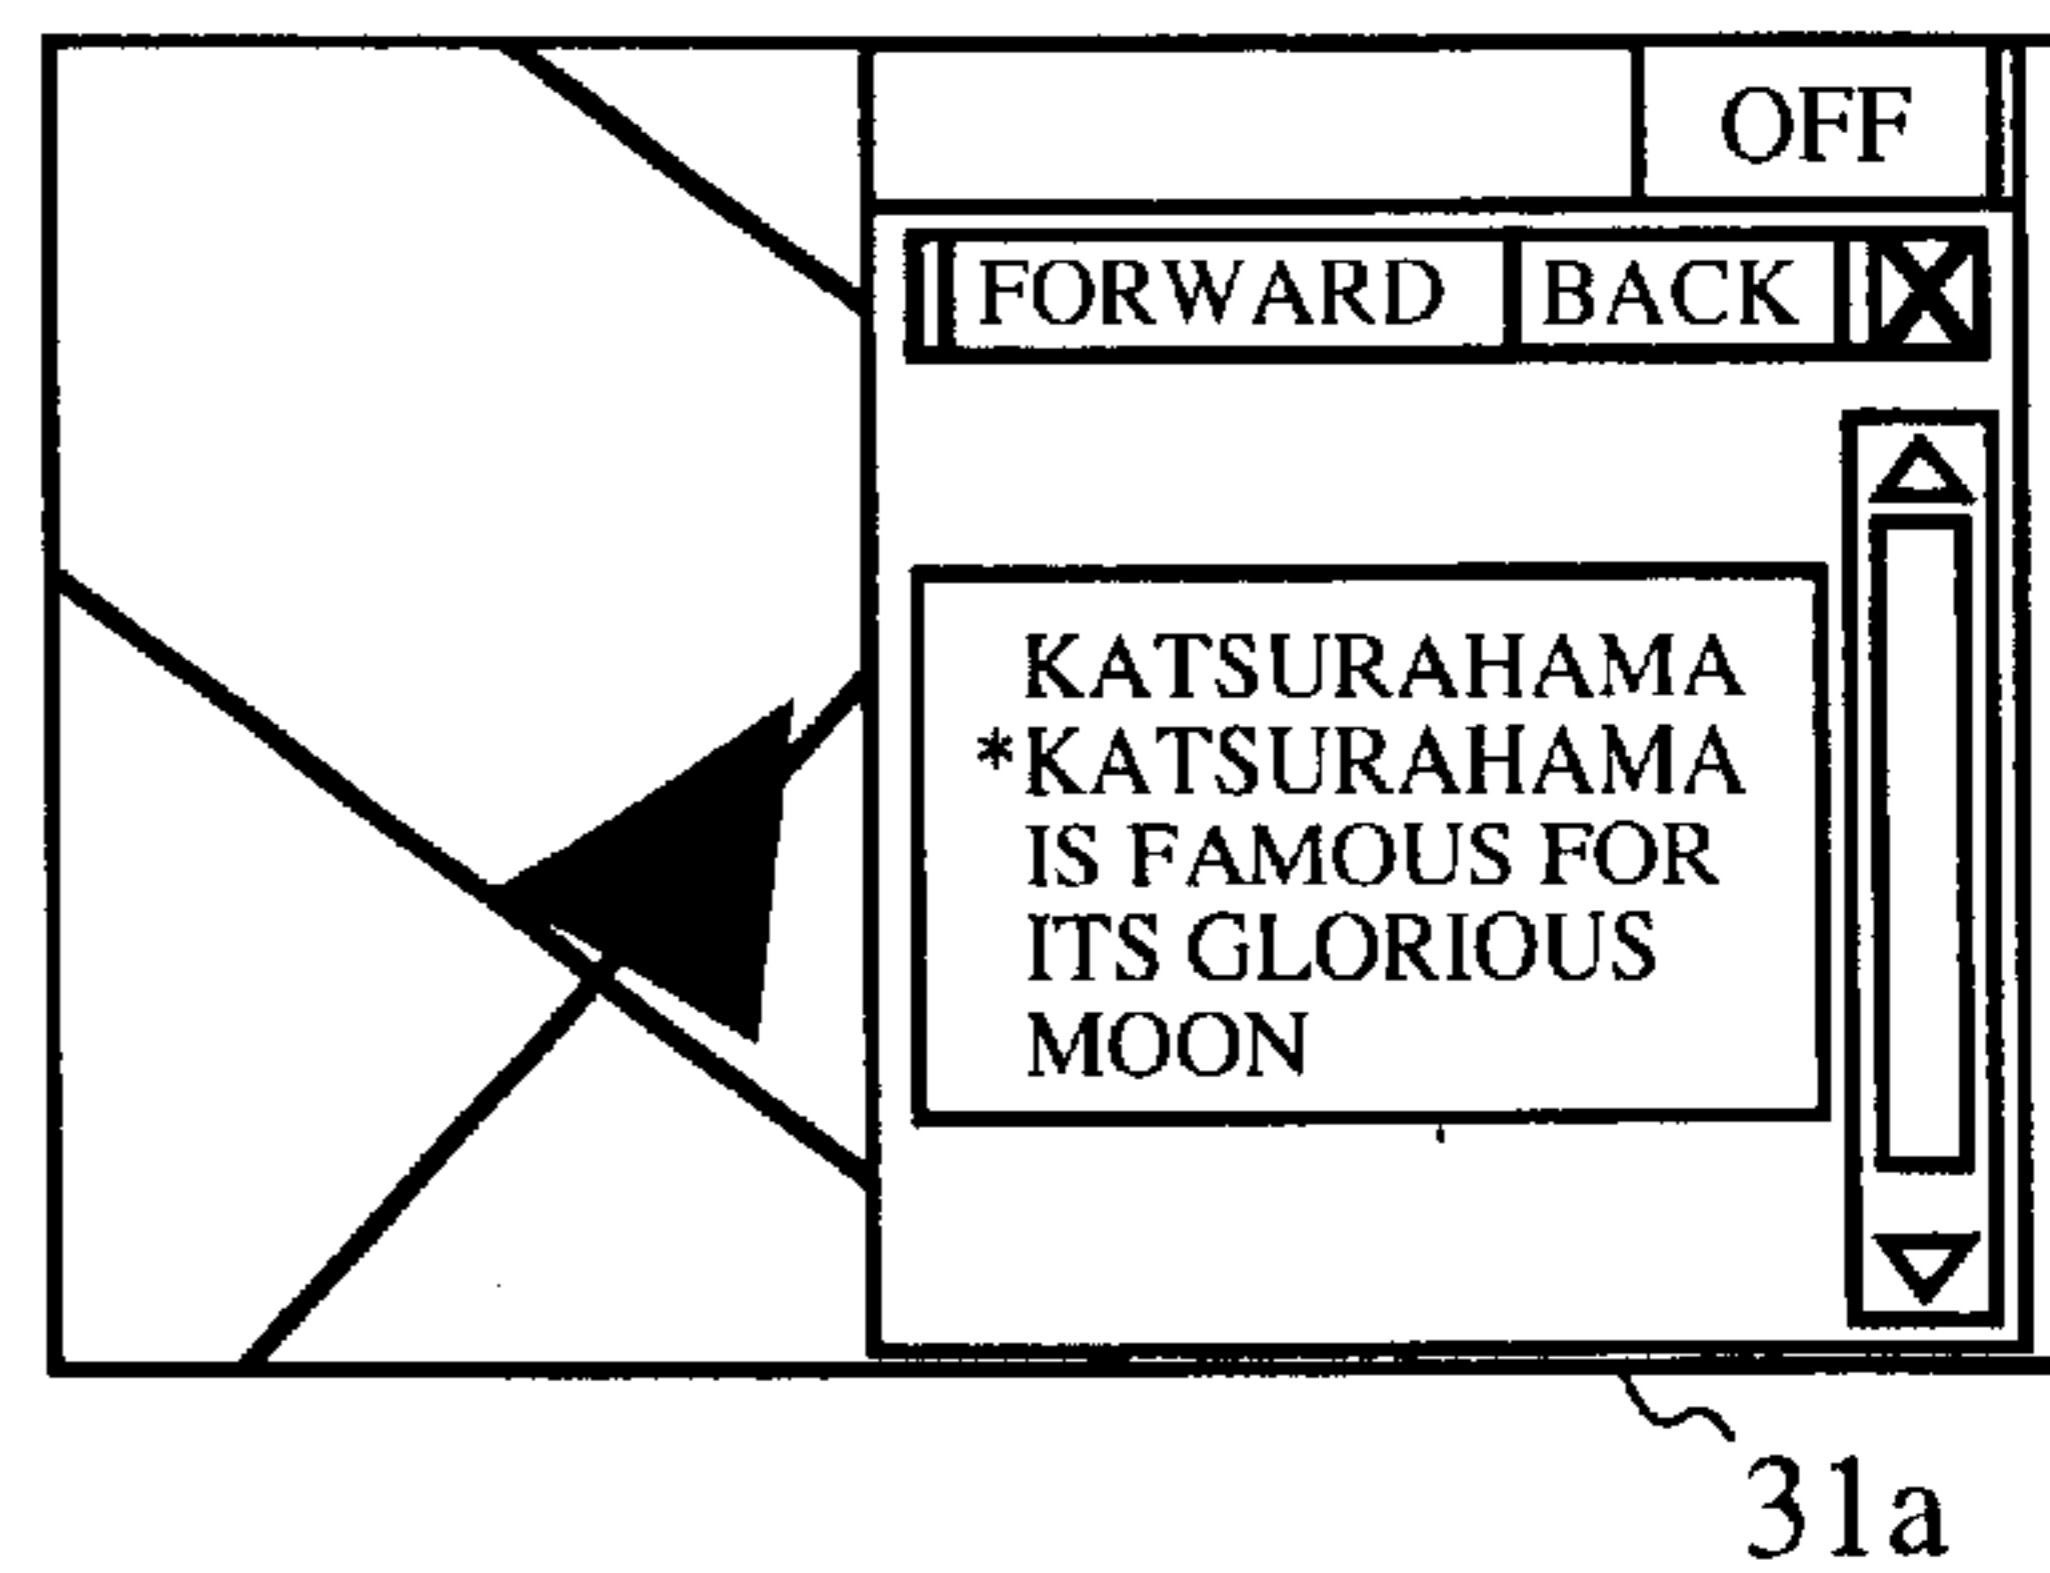 OFF
FORWARD BACK
KATSURAHAMA
*KATSURAHAMA
IS FAMOUS FOR
ITS GLORIOUS
MOON
31a